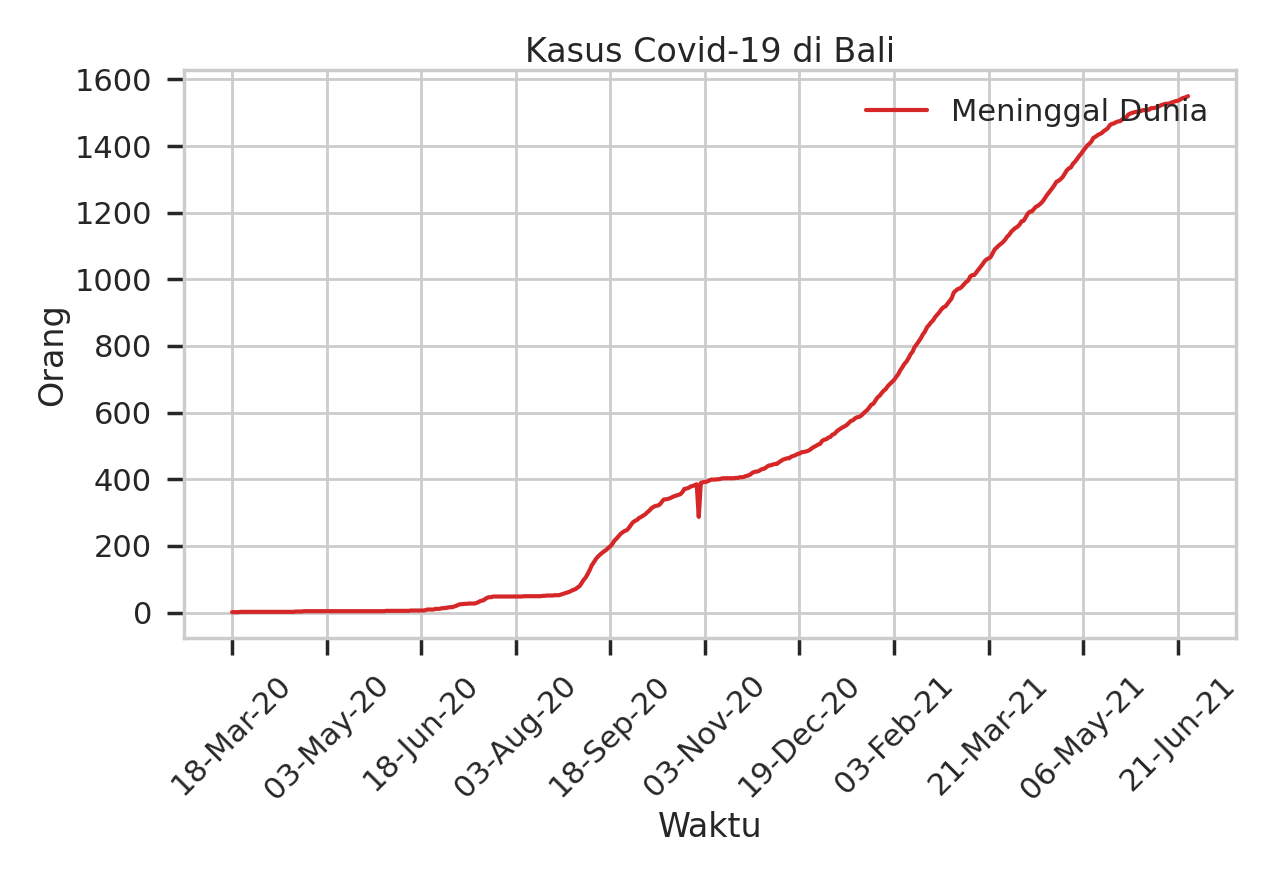 Kasus Covid-19 di Bali
Meninggal Dunia
Orang
1600
1400
1200
1000
800
600
400
200
0
18-Mar-20
03-May-20
18-Jun-20
03-Aug-20
18-Sep-20
03-Nov-20
19-Dec-20
03-Feb-21
21-Mar-21
06-May-21
21-Jun-21
Waktu